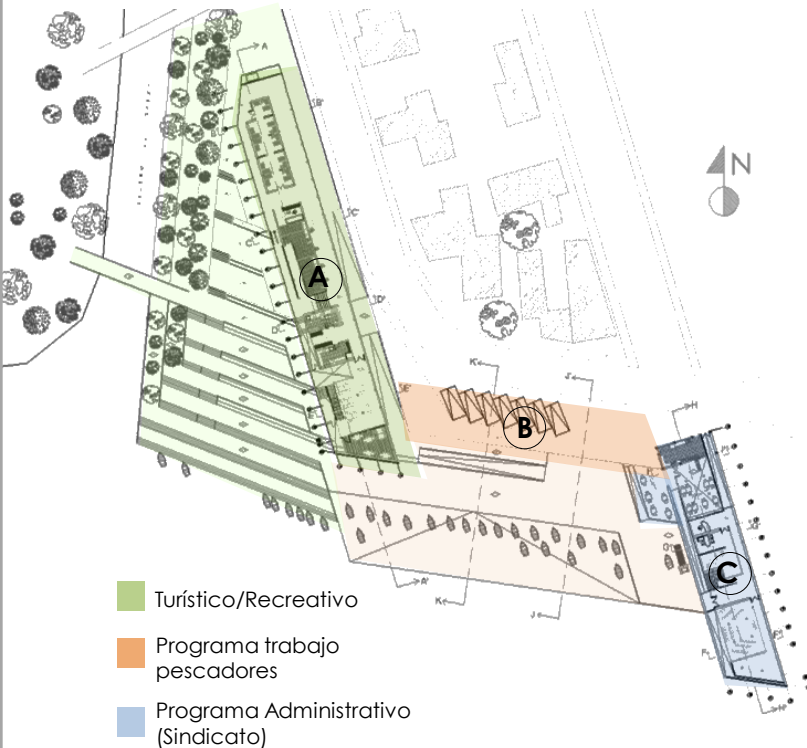 A
B'
C'
A
D'
N
E'
K
J
B
H
C
A'
K
J
F
H'
Turístico/Recreativo
Programa trabajo
pescadores
Programa Administrativo
(Sindicato)